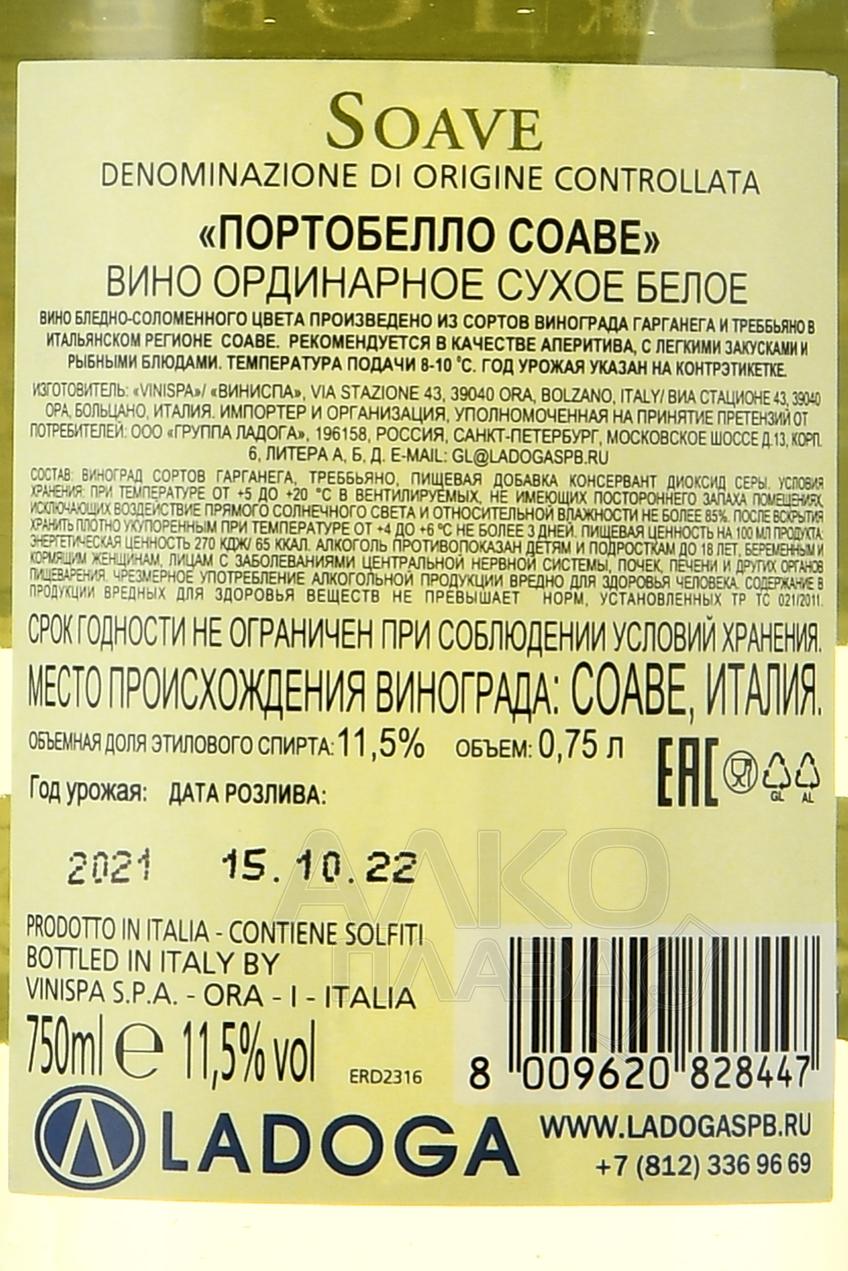 SOAVE
DENOMINAZIONE DI ORIGINE CONTROLLATA
«ПОРТОБЕЛЛО СОАВЕ»
ВИНО ОРДИНАРНОЕ СУХОЕ БЕЛОЕ
ВИНО БЛЕДНО-СОЛОМЕННОГО ЦВЕТА ПРОИЗВЕДЕНО ИЗ СОРТОВ ВИНОГРАДА ГАРГАНЕГА И ТРЕББЬЯНО В
ИТАЛЬЯНСКОМ РЕГИОНЕ СОАВЕ. РЕКОМЕНДУЕТСЯ В КАЧЕСТВЕ АПЕРИТИВА, С ЛЕГКИМИ ЗАКУСКАМИ И
РЫБНЫМИ БЛЮДАМИ. ТЕМПЕРАТУРА ПОДАЧИ 8-10 °С. ГОД УРОЖАЯ УКАЗАН НА КОНТРЭТИКЕТКЕ.
ИЗГОТОВИТЕЛЬ: «VINISPA»/ «ВИНИСПА», VIA STAZIONE 43, 39040 ORA, BOLZANO, ITALY/ ВИА СТАЦИОНЕ 43, 39040
ОРА, БОЛЬЦАНО, ИТАЛИЯ. ИМПОРТЕР И ОРГАНИЗАЦИЯ, УПОЛНОМОЧЕННАЯ НА ПРИНЯТИЕ ПРЕТЕНЗИЙ ОТ
ПОТРЕБИТЕЛЕЙ: ООО «ГРУППА ЛАДОГА», 196158, РОССИЯ, САНКТ-ПЕТЕРБУРГ, МОСКОВСКОЕ ШОССЕ Д.13, КОРП.
6, ЛИТЕРА А, Б, Д. E-MAIL: GL@LADOGASPB.RU
СОСТАВ: ВИНОГРАД СОРТОВ ГАРГАНЕГА, ТРЕББЬЯНО, ПИЩЕВАЯ ДОБАВКА КОНСЕРВАНТ ДИОКСИД СЕРЫ. УСЛОВИЯ
ХРАНЕНИЯ: ПРИ ТЕМПЕРАТУРЕ ОТ +5 ДО +20 °С В ВЕНТИЛИРУЕМЫХ, НЕ ИМЕЮЩИХ ПОСТОРОННЕГО ЗАПАХА ПОМЕЩЕНИЯХ,
ИСКЛЮЧАЮЩИХ ВОЗДЕЙСТВИЕ ПРЯМОГО СОЛНЕЧНОГО СВЕТА И ОТНОСИТЕЛЬНОЙ ВЛАЖНОСТИ НЕ БОЛЕЕ 85%. ПОСЛЕ ВСКРЫТИЯ
ХРАНИТЬ ПЛОТНО УКУПОРЕННЫМ ПРИ ТЕМПЕРАТУРЕ ОТ +4 ДО +6 °С НЕ БОЛЕЕ 3 ДНЕЙ. ПИЩЕВАЯ ЦЕННОСТЬ НА 100 МЛ ПРОДУКТА:
ЭНЕРГЕТИЧЕСКАЯ ЦЕННОСТЬ 270 КДЖ/ 65 ККАЛ. АЛКОГОЛЬ ПРОТИВОПОКАЗАН ДЕТЯМ И ПОДРОСТКАМ ДО 18 ЛЕТ, БЕРЕМЕННЫМ И
КОРМЯЩИМ ЖЕНЩИНАМ, ЛИЦАМ С ЗАБОЛЕВАНИЯМИ ЦЕНТРАЛЬНОЙ НЕРВНОЙ СИСТЕМЫ, ПОЧЕК, ПЕЧЕНИ И ДРУГИХ ОРГАНОВ
ПИЩЕВАРЕНИЯ. ЧРЕЗМЕРНОЕ УПОТРЕБЛЕНИЕ АЛКОГОЛЬНОЙ ПРОДУКЦИИ ВРЕДНО ДЛЯ ЗДОРОВЬЯ ЧЕЛОВЕКА. СОДЕРЖАНИЕ В
ПРОДУКЦИИ ВРЕДНЫХ ДЛЯ ЗДОРОВЬЯ ВЕЩЕСТВ НЕ ПРЕВЫШАЕТ НОРМ, УСТАНОВЛЕННЫХ ТР ТС 021/2011.
СРОК ГОДНОСТИ НЕ ОГРАНИЧЕН ПРИ СОБЛЮДЕНИИ УСЛОВИЙ ХРАНЕНИЯ.
МЕСТО ПРОИСХОЖДЕНИЯ ВИНОГРАДА: СОАВЕ, ИТАЛИЯ.
ОБЪЕМНАЯ ДОЛЯ ЭТИЛОВОГО СПИРТА: 11,5% ОБЪЕМ: 0,75 Л
EAC
GL AL
Год урожая: ДАТА РОЗЛИВА:
2021 15.10.22
АЛКО
ПЛАВА
PRODOTTO IN ITALIA - CONTIENE SOLFITI
BOTTLED IN ITALY BY
VINISPA S.P.A. - ORA - I - ITALIA
750ml e 11,5% vol
ERD2316
8 009620 828447
LADOGA
WWW.LADOGASPB.RU
+7 (812) 336 96 69